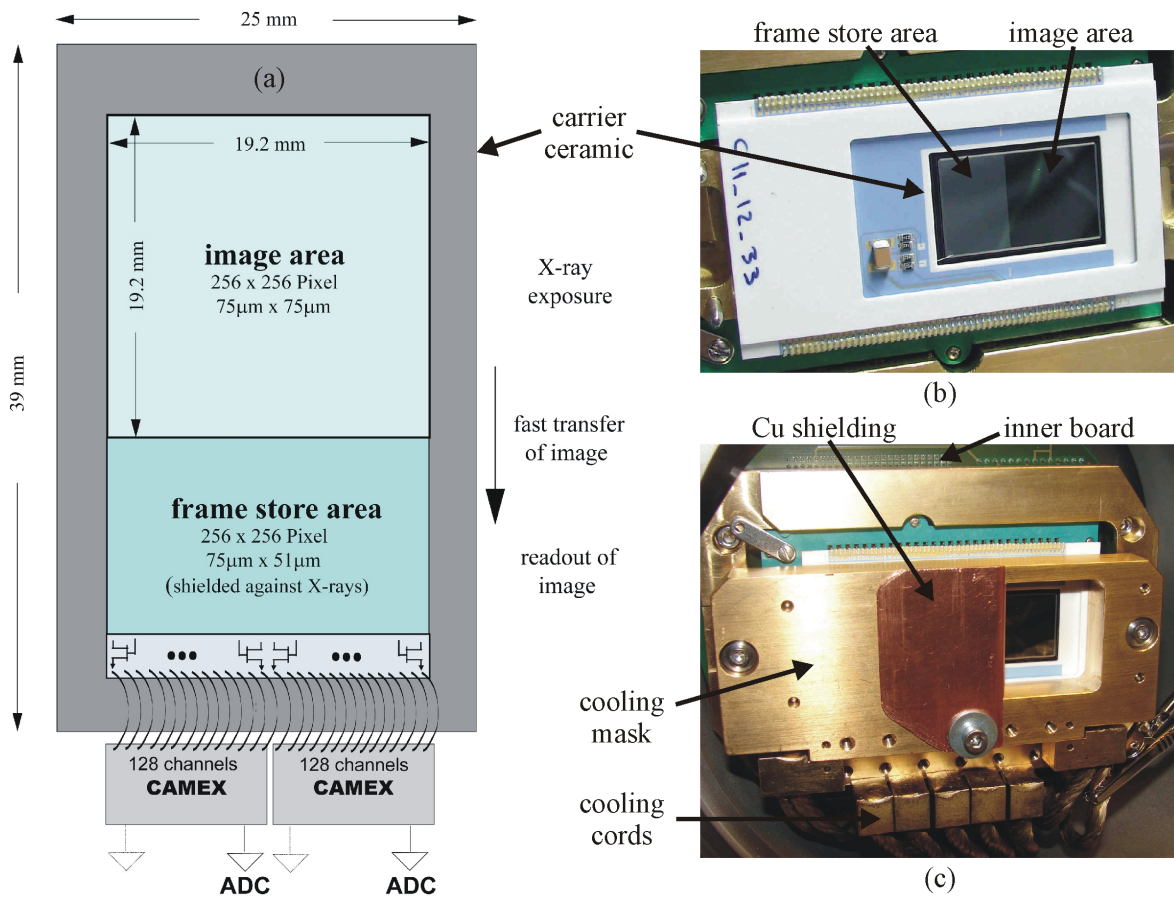 25 mm
(a)
19.2 mm
19.2 mm
39 mm
image area
256 x 256 Pixel
75µm x 75µm
frame store area
256 x 256 Pixel
75µm x 51µm
(shielded against X-rays)
128 channels
CAMEX
128 channels
CAMEX
ADC
ADC
carrier
ceramic
X-ray
exposure
fast transfer
of image
readout of
image
frame store area
image area
C11_12_33
(b)
Cu shielding
inner board
cooling
mask
cooling
cords
(c)